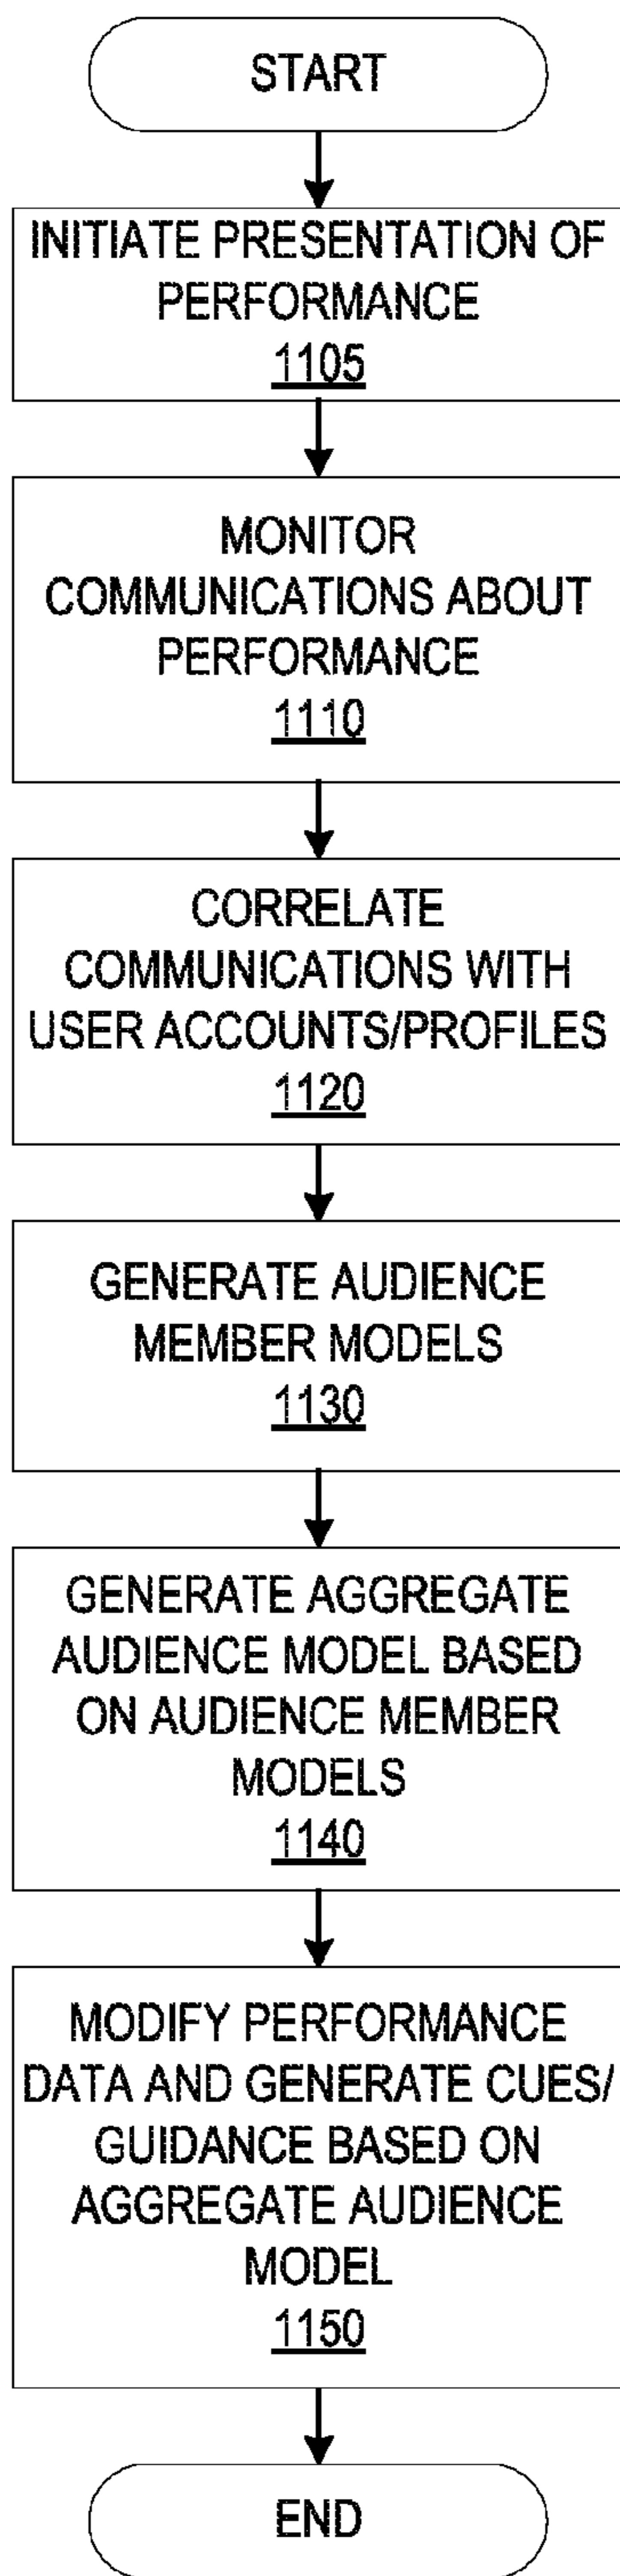 START
INITIATE PRESENTATION OF
PERFORMANCE
1105
MONITOR
COMMUNICATIONS ABOUT
PERFORMANCE
1110
CORRELATE
COMMUNICATIONS WITH
USER ACCOUNTS/PROFILES
1120
GENERATE AUDIENCE
MEMBER MODELS
1130
GENERATE AGGREGATE
AUDIENCE MODEL BASED
ON AUDIENCE MEMBER
MODELS
1140
MODIFY PERFORMANCE
DATA AND GENERATE CUES/
GUIDANCE BASED ON
AGGREGATE AUDIENCE
MODEL
1150
END